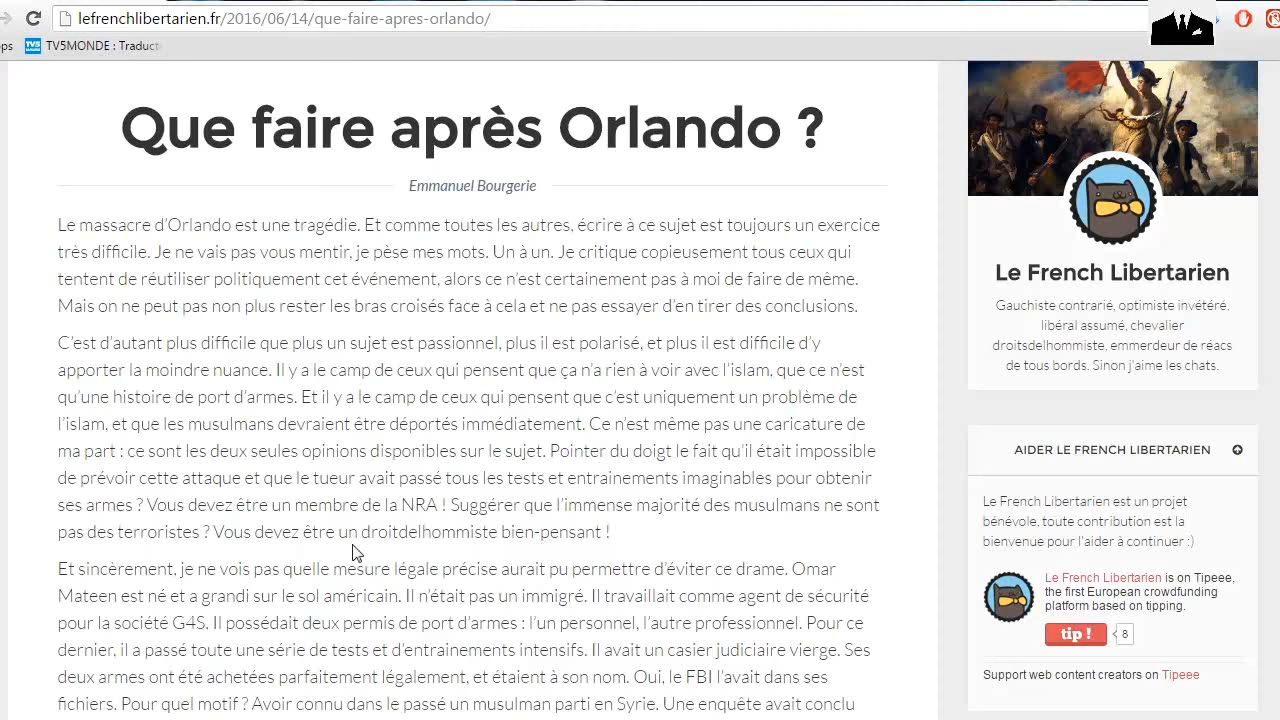 lefrenchlibertarien.fr/2016/06/14/que-faire-apres-orlando/
ps TV5MONDE : Traduct
Que faire après Orlando ?
Emmanuel Bourgerie
Le massacre d'Orlando est une tragédie. Et comme toutes les autres, écrire à ce sujet est toujours un exercice
très difficile. Je ne vais pas vous mentir, je pèse mes mots. Un à un. Je critique copieusement tous ceux qui
tentent de réutiliser politiquement cet événement, alors ce n'est certainement pas à moi de faire de même.
Mais on ne peut pas non plus rester les bras croisés face à cela et ne pas essayer d'en tirer des conclusions.
C'est d'autant plus difficile que plus un sujet est passionnel, plus il est polarisé, et plus il est difficile d'y
apporter la moindre nuance. Il y a le camp de ceux qui pensent que ça n'a rien à voir avec l'islam, que ce n'est
qu'une histoire de port d'armes. Et il y a le camp de ceux qui pensent que c'est uniquement un problème de
l'islam, et que les musulmans devraient être déportés immédiatement. Ce n'est même pas une caricature de
ma part : ce sont les deux seules opinions disponibles sur le sujet. Pointer du doigt le fait qu'il était impossible
de prévoir cette attaque et que le tueur avait passé tous les tests et entrainements imaginables pour obtenir
ses armes ? Vous devez être un membre de la NRA ! Suggérer que l'immense majorité des musulmans ne sont
pas des terroristes ? Vous devez être un droitdelhommiste bien-pensant !
Et sincèrement, je ne vois pas quelle mesure légale précise aurait pu permettre d'éviter ce drame. Omar
Mateen est né et a grandi sur le sol américain. Il n'était pas un immigré. Il travaillait comme agent de sécurité
pour la société G4S. Il possédait deux permis de port d'armes : l'un personnel, l'autre professionnel. Pour ce
dernier, il a passé toute une série de tests et d'entrainements intensifs. Il avait un casier judiciaire vierge. Ses
deux armes ont été achetées parfaitement légalement, et étaient à son nom. Oui, le FBI l'avait dans ses
fichiers. Pour quel motif ? Avoir connu dans le passé un musulman parti en Syrie. Une enquête avait conclu
Le French Libertarien
Gauchiste contrarié, optimiste invétéré,
libéral assumé, chevalier
droitsdelhommiste, emmerdeur de réacs
de tous bords. Sinon j'aime les chats.
AIDER LE FRENCH LIBERTARIEN
Le French Libertarien est un projet
bénévole, toute contribution est la
bienvenue pour l'aider à continuer :)
Le French Libertarien is on Tipeee,
the first European crowdfunding
platform based on tipping.
tip ! 8
Support web content creators on Tipeee